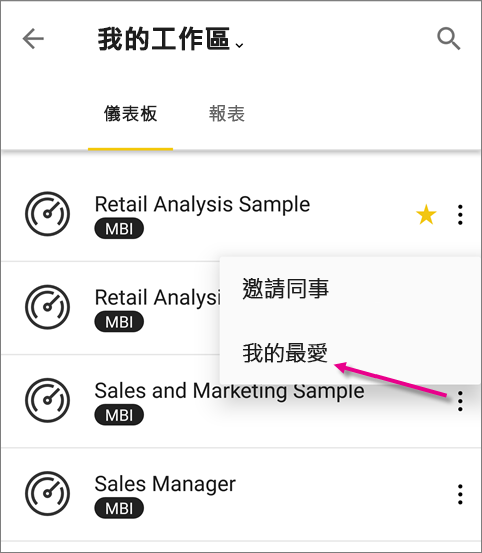 我的工作區
儀表板 報表
Retail Analysis Sample
MBI
邀請同事
Retail Analysi
MBI
我的最愛
Sales and Marketing Sample
MBI
Sales Manager
MBI